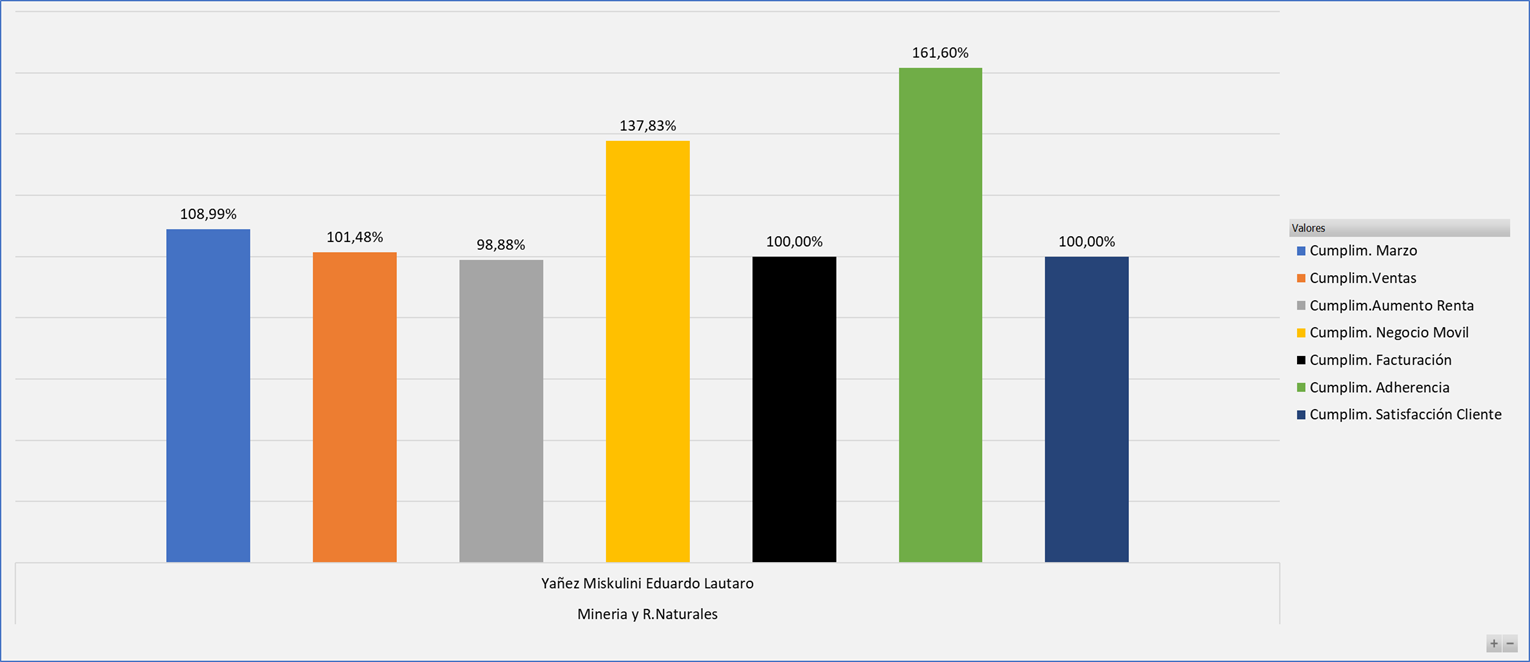 161,60%
137,83%
108,99%
101,48%
98,88%
100,00%
100,00%
Yañez Miskulini Eduardo Lautaro
Mineria y R.Naturales
Valores
Cumplim. Marzo
Cumplim.Ventas
Cumplim.Aumento Renta
Cumplim. Negocio Movil
Cumplim. Facturación
Cumplim. Adherencia
Cumplim. Satisfacción Cliente
+ −